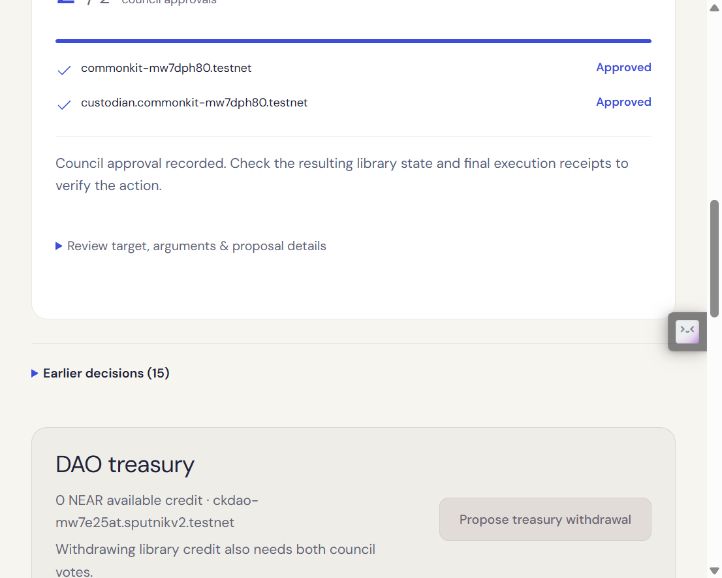 council approvals
commonkit-mw7dph80.testnet
Approved
custodian.commonkit-mw7dph80.testnet
Approved
Council approval recorded. Check the resulting library state and final execution receipts to
verify the action.
Review target, arguments & proposal details
Earlier decisions (15)
DAO treasury
0 NEAR available credit · ckdao-
mw7e25at.sputnikv2.testnet
Propose treasury withdrawal
Withdrawing library credit also needs both council
votes.